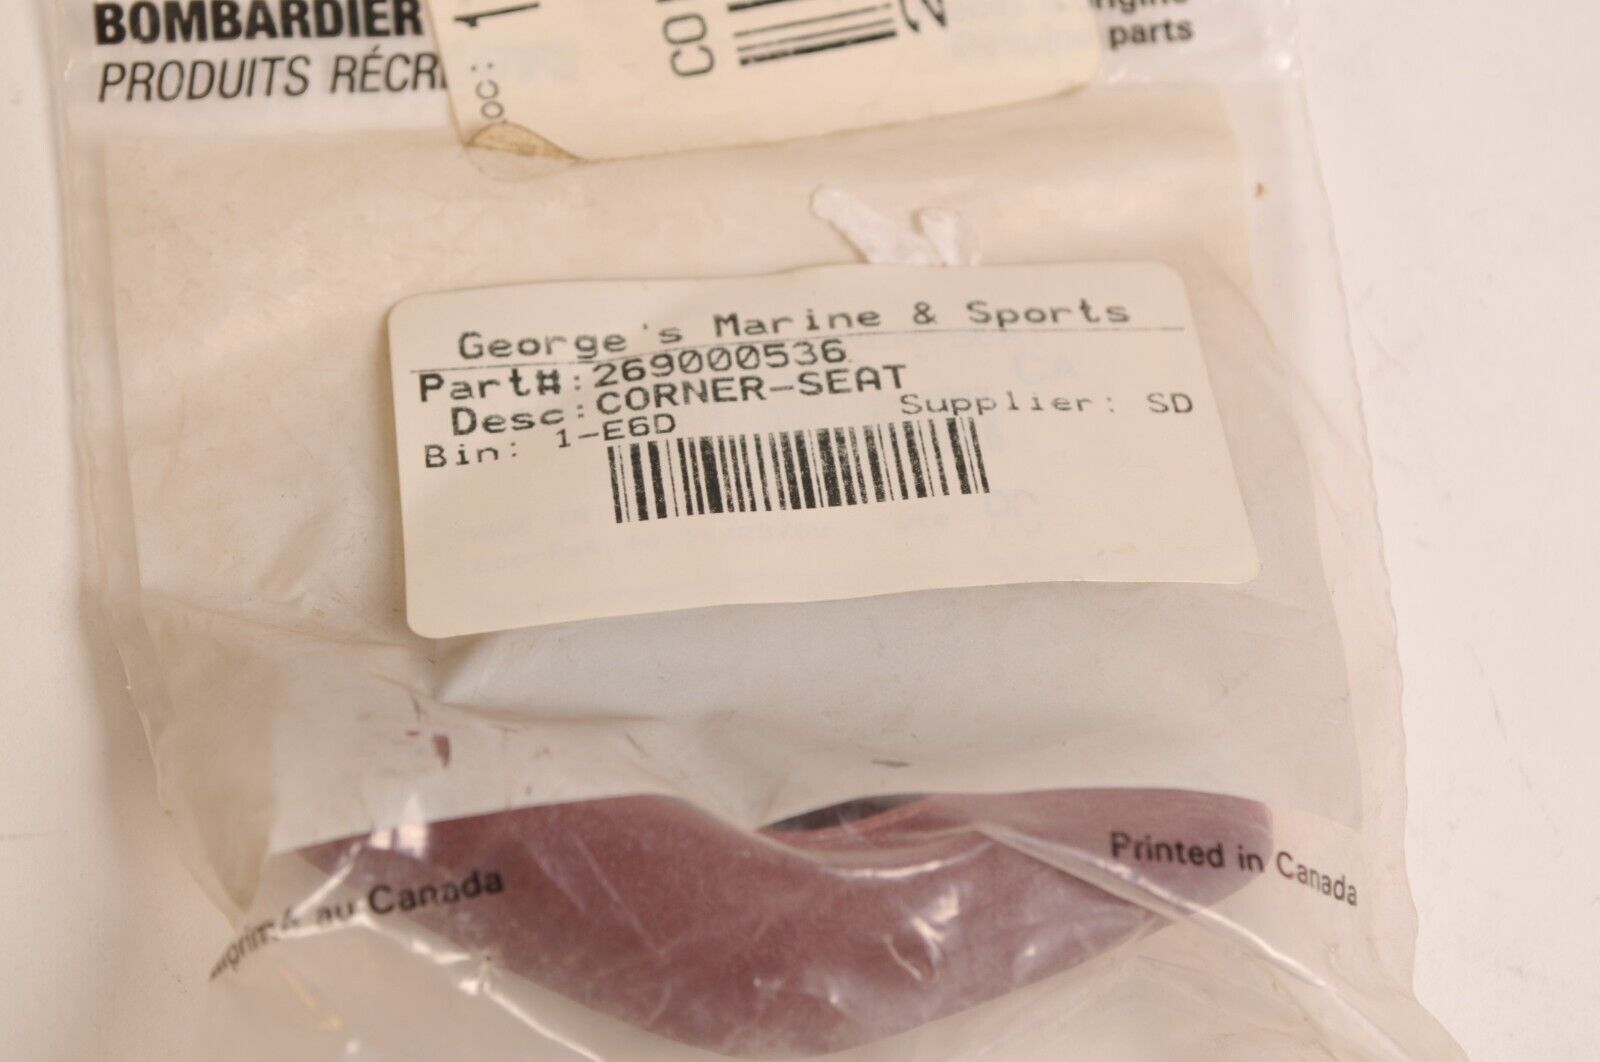 BOMBARDIER
PRODUITS RÉCR
parts
George's Marine & Sports
Part#:269000536
Desc:CORNER-SEAT
Bin: 1-E6D Supplier: SD
au Canada
Printed in Canada